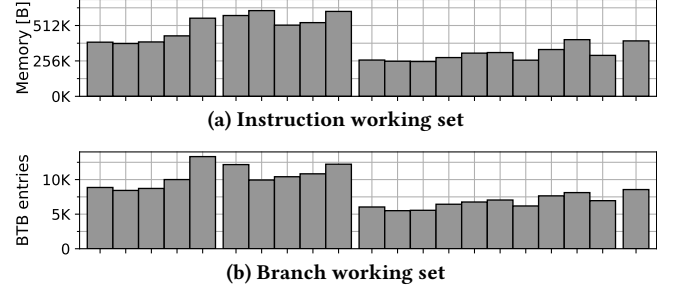 Memory [B]
512K
256K
0K
(a) Instruction working set
BTB entries
10K
5K
0
(b) Branch working set